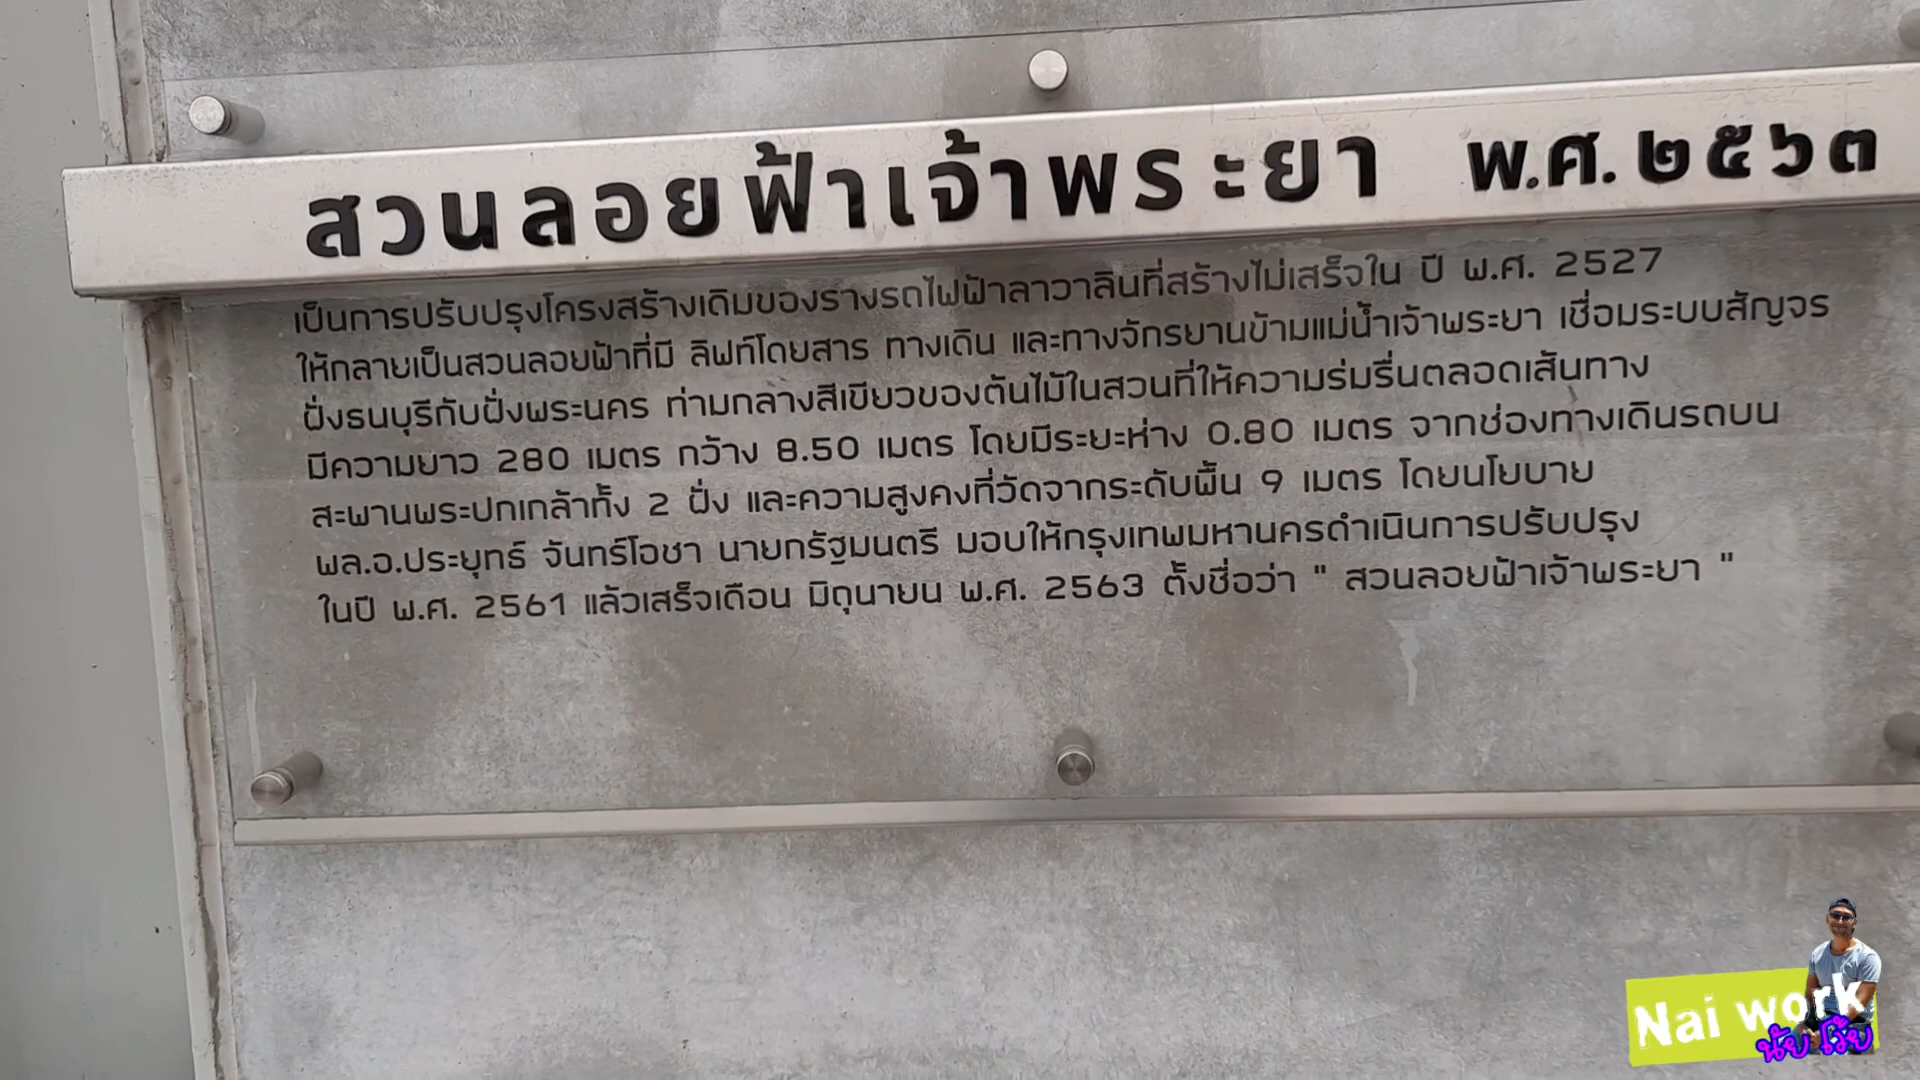 สวนลอยฟ้าเจ้าพระยา พ.ศ.๒๕๖๓
เป็นการปรับปรุงโครงสร้างเดิมของรางรถไฟฟ้าลาวาลินที่สร้างไม่เสร็จใน ปี พ.ศ. 2527
ให้กลายเป็นสวนลอยฟ้าที่มี ลิฟท์โดยสาร ทางเดิน และทางจักรยานข้ามแม่น้ำเจ้าพระยา เชื่อมระบบสัญจร
ฝั่งธนบุรีกับฝั่งพระนคร ท่ามกลางสีเขียวของต้นไม้ในสวนที่ให้ความร่มรื่นตลอดเส้นทาง
มีความยาว 280 เมตร กว้าง 8.50 เมตร โดยมีระยะห่าง 0.80 เมตร จากช่องทางเดินรถบน
สะพานพระปกเกล้าทั้ง 2 ฝั่ง และความสูงคงที่วัดจากระดับพื้น 9 เมตร โดยนโยบาย
พล.อ.ประยุทธ์ จันทร์โอชา นายกรัฐมนตรี มอบให้กรุงเทพมหานครดำเนินการปรับปรุง
ในปี พ.ศ. 2561 แล้วเสร็จเดือน มิถุนายน พ.ศ. 2563 ตั้งชื่อว่า " สวนลอยฟ้าเจ้าพระยา "
Nai work
นัย เวิ้ย